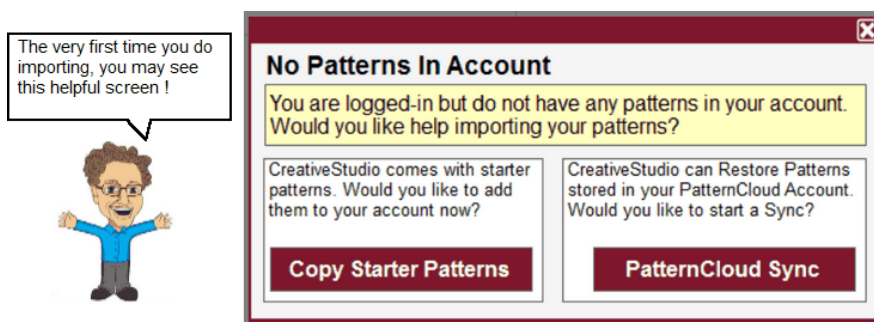 The very first time you do
importing, you may see
this helpful screen !
No Patterns In Account
You are logged-in but do not have any patterns in your account.
Would you like help importing your patterns?
CreativeStudio comes with starter
patterns. Would you like to add
them to your account now?
Copy Starter Patterns
CreativeStudio can Restore Patterns
stored in your PatternCloud Account.
Would you like to start a Sync?
PatternCloud Sync